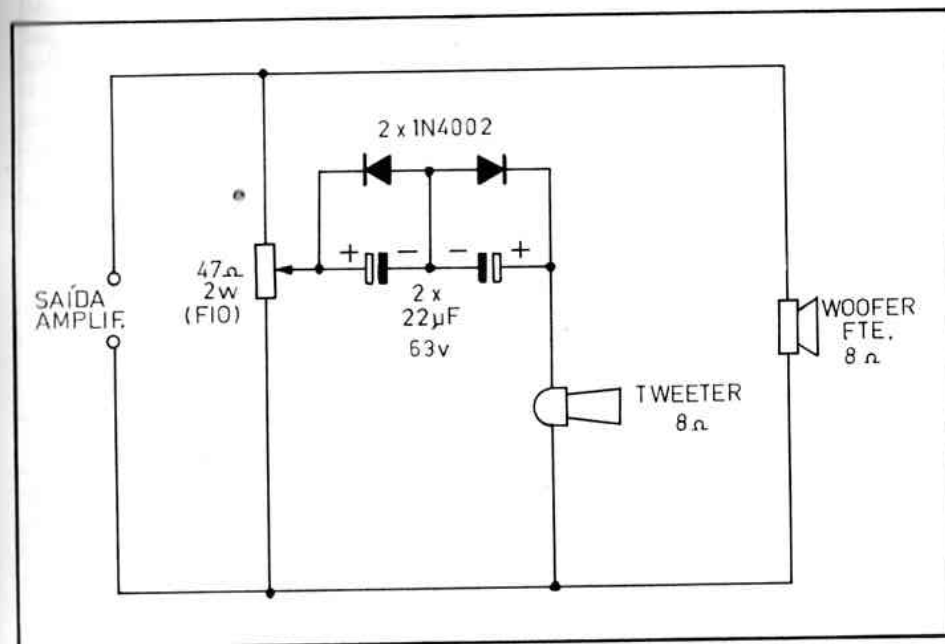 2 x 1N4002
+ - - +
47Ω
2w
(FIO)
2 x
22µF
63v
SAÍDA
AMPLIF.
WOOFER
FTE.
8Ω
TWEETER
8Ω